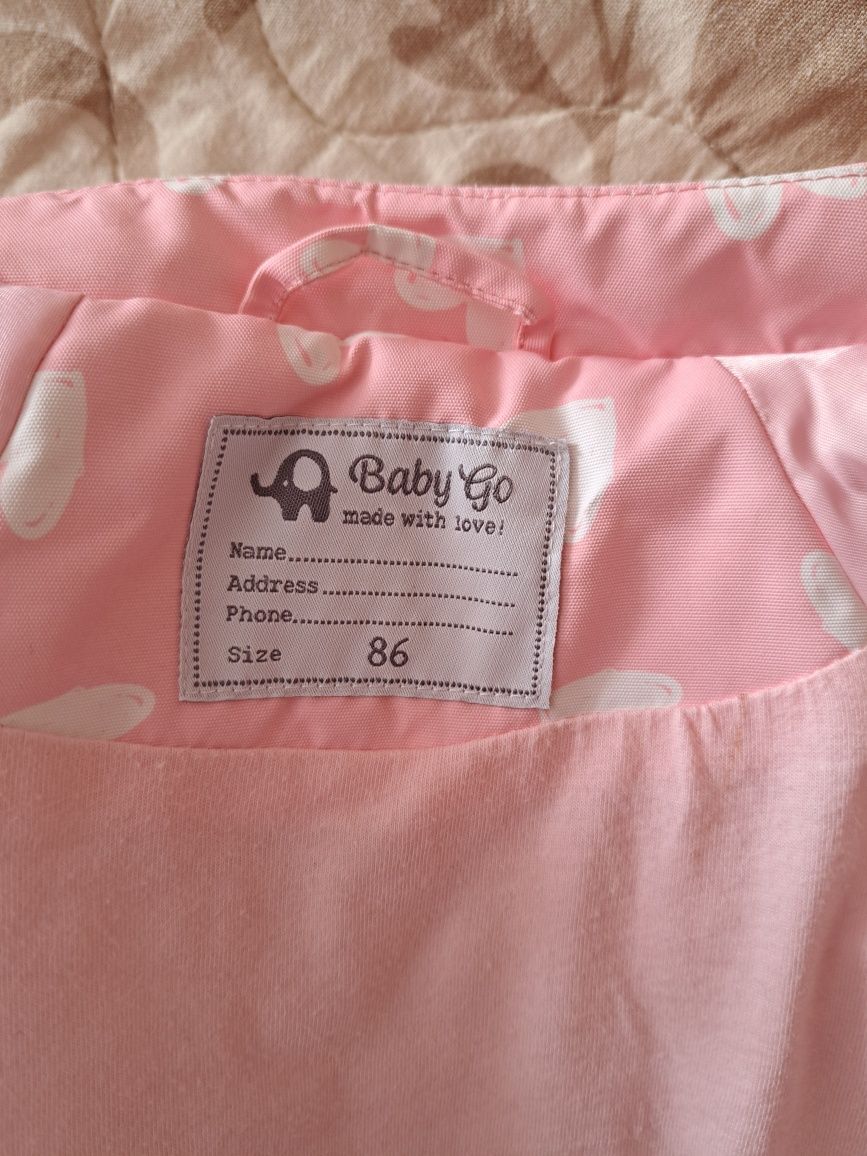 Baby Go
made with love!
Name
Address
Phone
Size 86